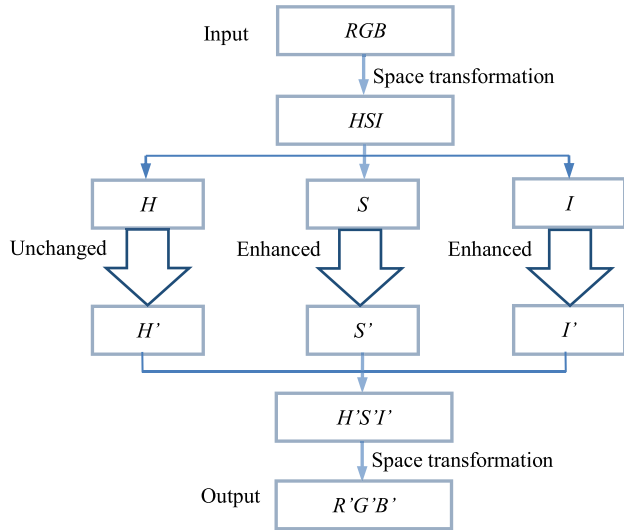 Input
RGB
Space transformation
HSI
H
S
I
Unchanged
Enhanced
Enhanced
H’
S’
I’
H’S’I’
Space transformation
Output
R’G’B’